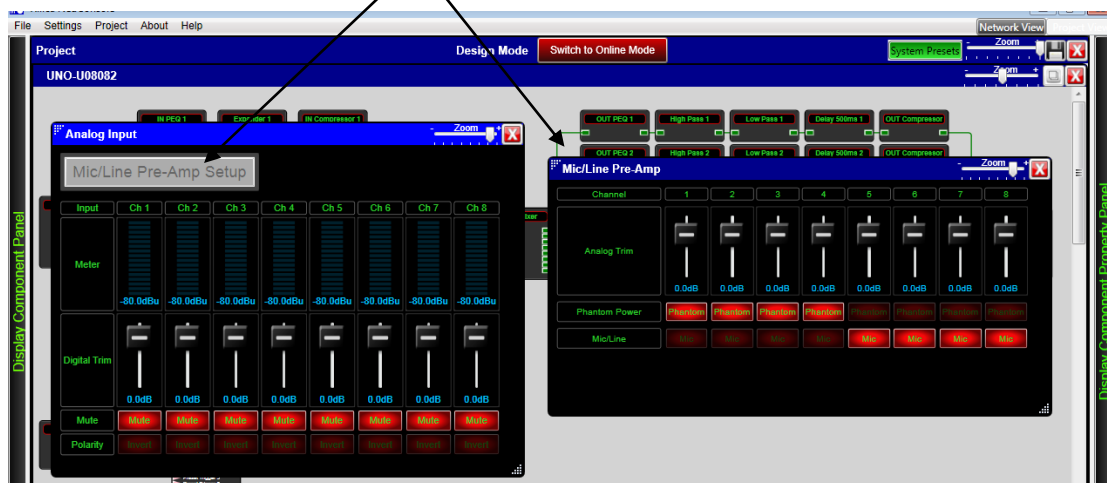 File Settings Project About Help Network View
Project Design Mode Switch to Online Mode System Presets - Zoom
UNO-U08082 - Zoom +
IN PEQ 1 Expander 1 IN Compressor 1
OUT PEQ 1 High Pass 1 Low Pass 1 Delay 500ms 1 OUT Compressor
OUT PEQ 2 High Pass 2 Low Pass 2 Delay 500ms 2 OUT Compressor
Analog Input - Zoom +
Mic/Line Pre-Amp Setup
Input Ch 1 Ch 2 Ch 3 Ch 4 Ch 5 Ch 6 Ch 7 Ch 8
Meter
-80.0dBu -80.0dBu -80.0dBu -80.0dBu -80.0dBu -80.0dBu -80.0dBu -80.0dBu
Digital Trim
0.0dB 0.0dB 0.0dB 0.0dB 0.0dB 0.0dB 0.0dB 0.0dB
Mute Mute Mute Mute Mute Mute Mute Mute Mute
Polarity Invert Invert Invert Invert Invert Invert Invert Invert
Mic/Line Pre-Amp - Zoom +
Channel 1 2 3 4 5 6 7 8
Analog Trim
0.0dB 0.0dB 0.0dB 0.0dB 0.0dB 0.0dB 0.0dB 0.0dB
Phantom Power Phantom Phantom Phantom Phantom Phantom Phantom Phantom Phantom
Mic/Line Mic Mic Mic Mic Mic Mic Mic Mic
Display Component Panel
Display Component Property Panel